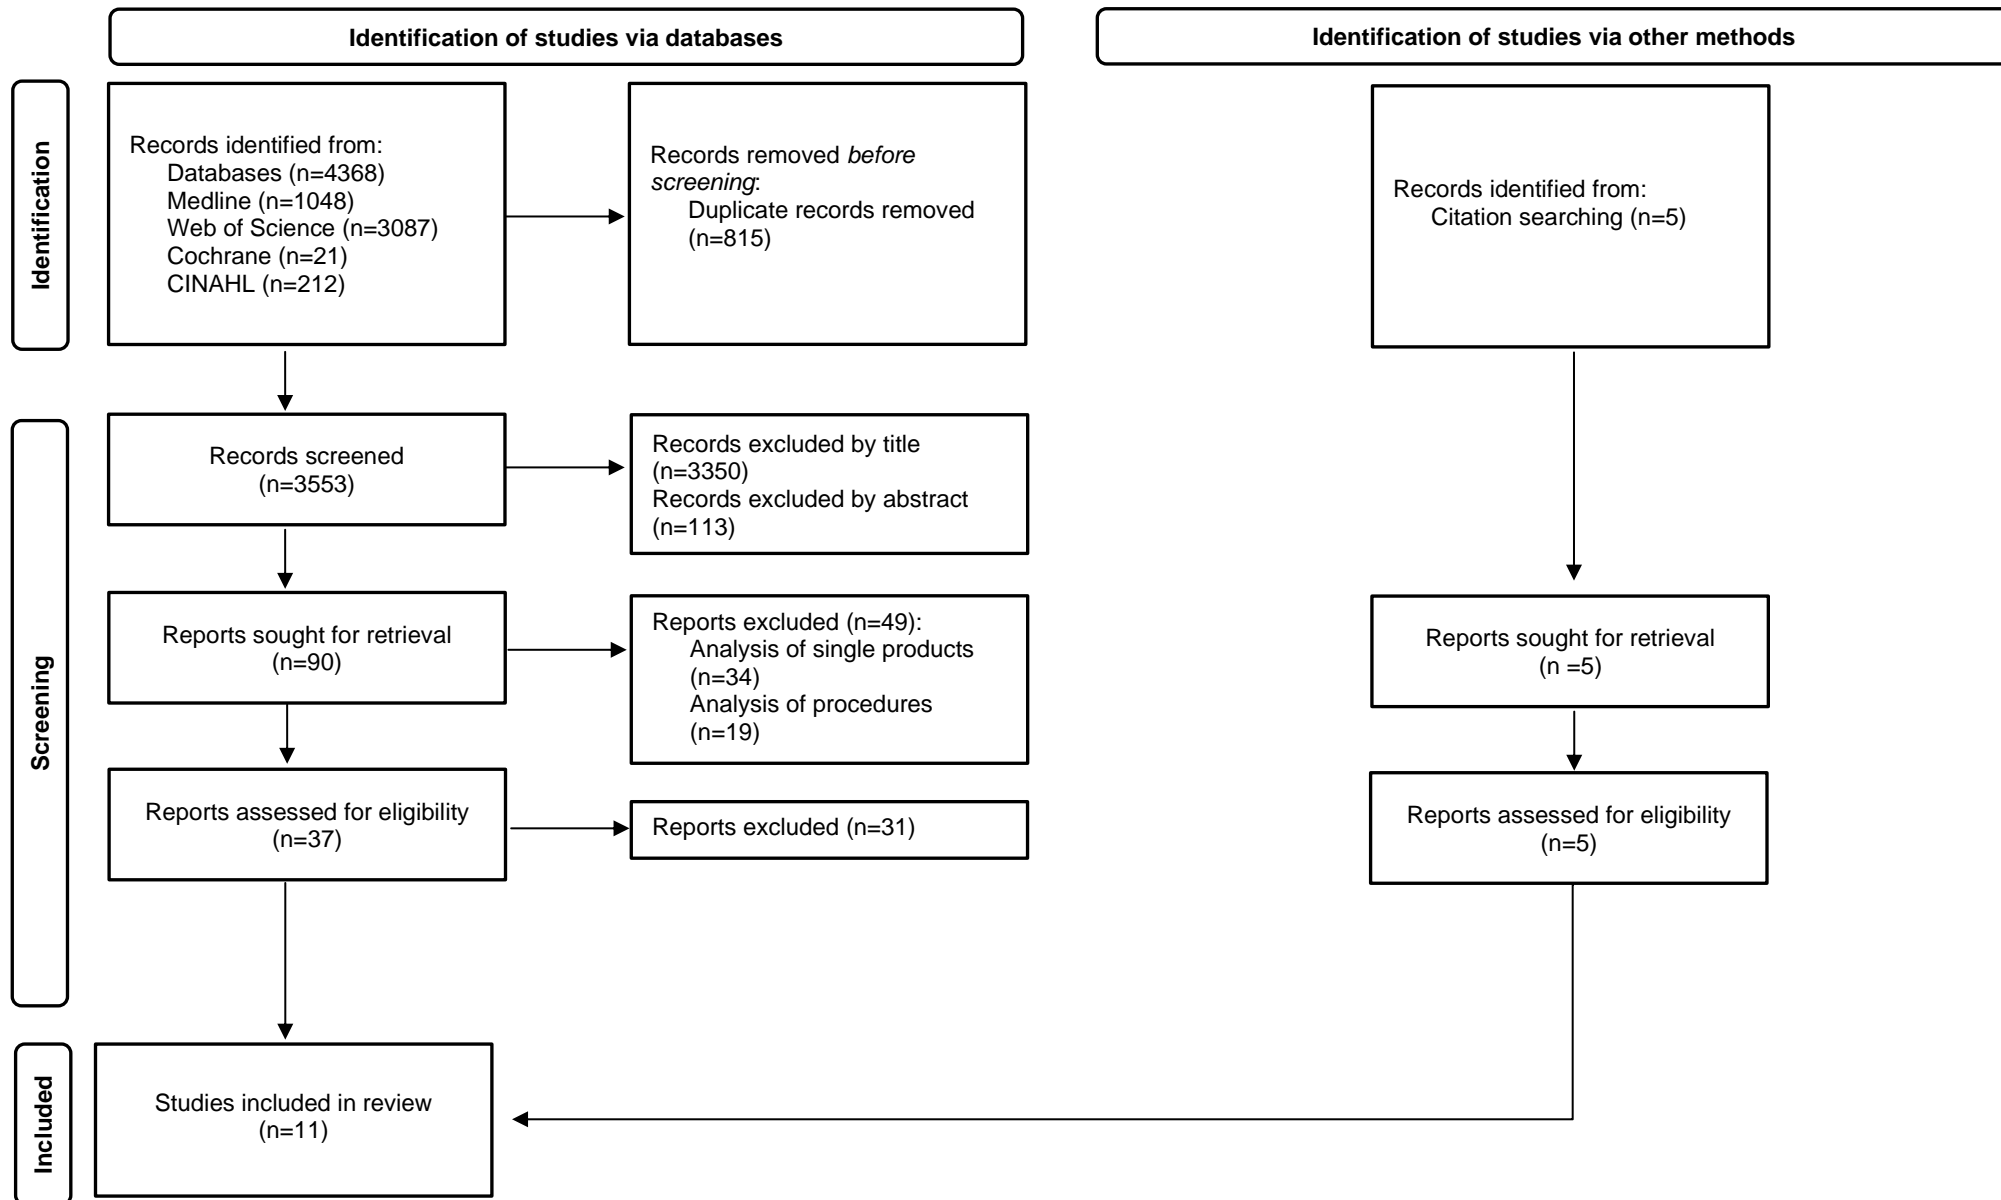 Identification of studies via databases
Identification of studies via other methods
Identification
Records identified from:
Databases (n=4368)
Medline (n=1048)
Web of Science (n=3087)
Cochrane (n=21)
CINAHL (n=212)
Records removed before
screening:
Duplicate records removed
(n=815)
Records identified from:
Citation searching (n=5)
Screening
Records screened
(n=3553)
Records excluded by title
(n=3350)
Records excluded by abstract
(n=113)
Reports sought for retrieval
(n=90)
Reports excluded (n=49):
Analysis of single products
(n=34)
Analysis of procedures
(n=19)
Reports sought for retrieval
(n =5)
Reports assessed for eligibility
(n=37)
Reports excluded (n=31)
Reports assessed for eligibility
(n=5)
Included
Studies included in review
(n=11)